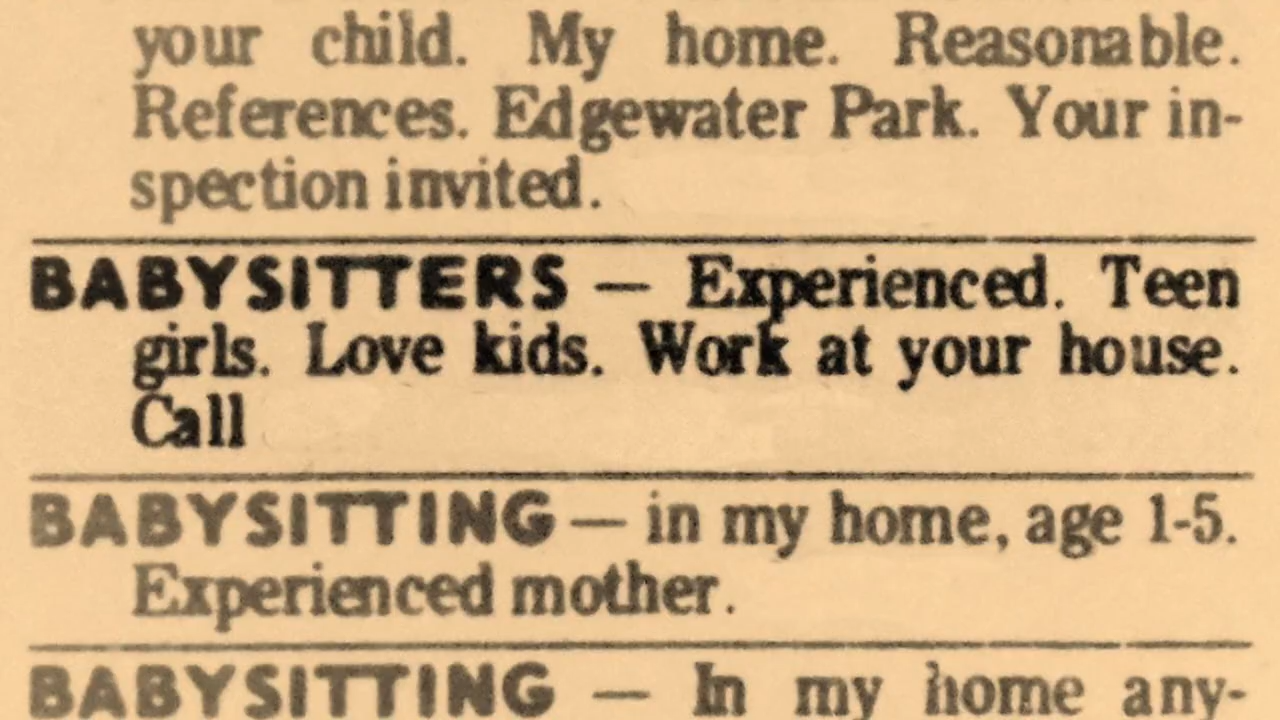 your child. My home. Reasonable.
References. Edgewater Park. Your in-
spection invited.
BABYSITTERS — Experienced. Teen
girls. Love kids. Work at your house.
Call
BABYSITTING — in my home, age 1-5.
Experienced mother.
BABYSITTING — In my home any-